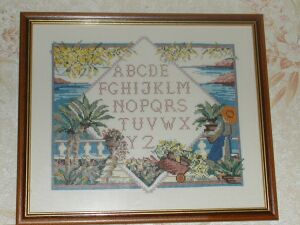 ABCDE
FGHIJKLM
NOPQRS
TUVWX
YZ